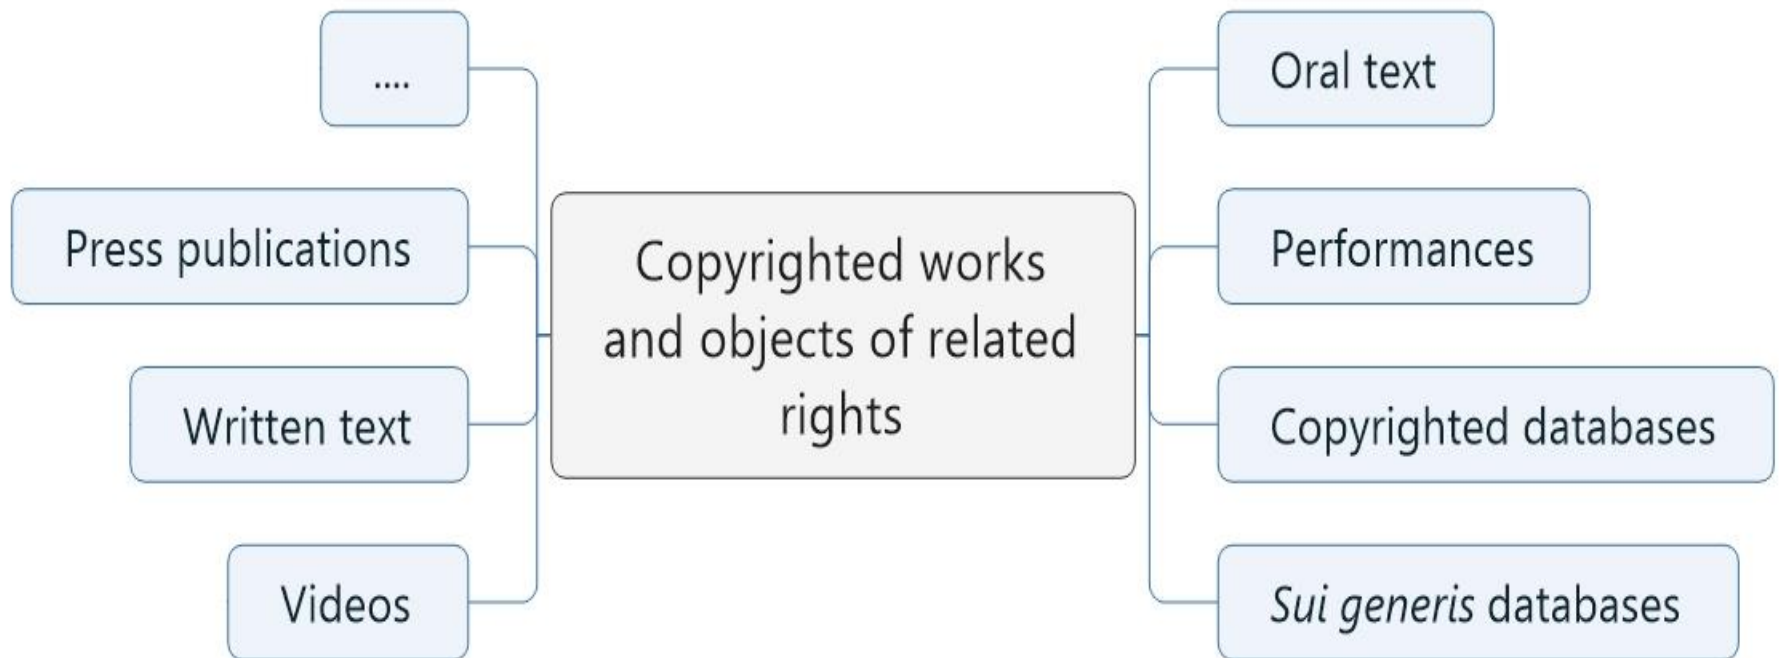 ....
Press publications
Written text
Videos
Copyrighted works
and objects of related
rights
Oral text
Performances
Copyrighted databases
Sui generis databases